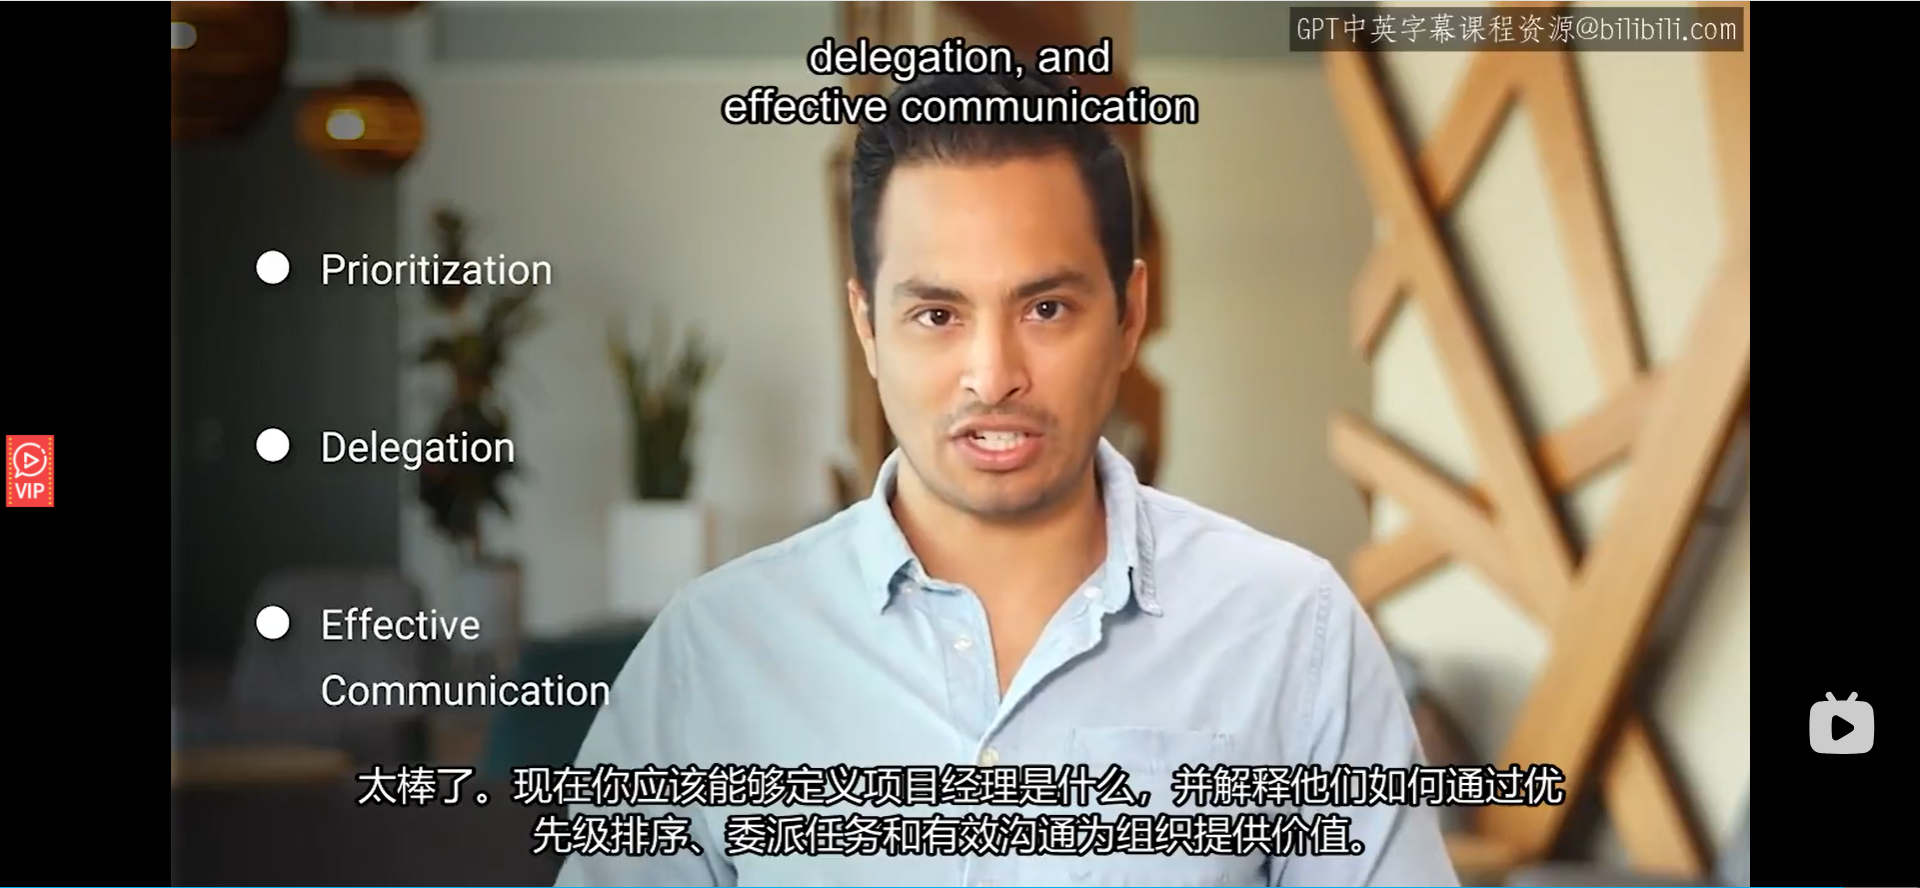 GPT中英字幕课程资源@bilibili.com
delegation, and
effective communication
Prioritization
Delegation
Effective
Communication
VIP
太棒了。现在你应该能够定义项目经理是什么，并解释他们如何通过优
先级排序、委派任务和有效沟通为组织提供价值。